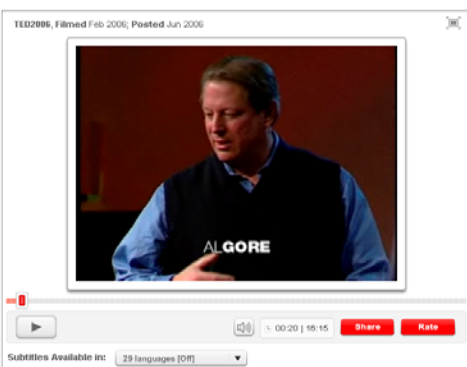 TED2006, Filmed Feb 2006; Posted Jun 2006
ALGORE
00:20 | 16:15
Share
Rate
Subtitles Available in:
29 languages [Off]